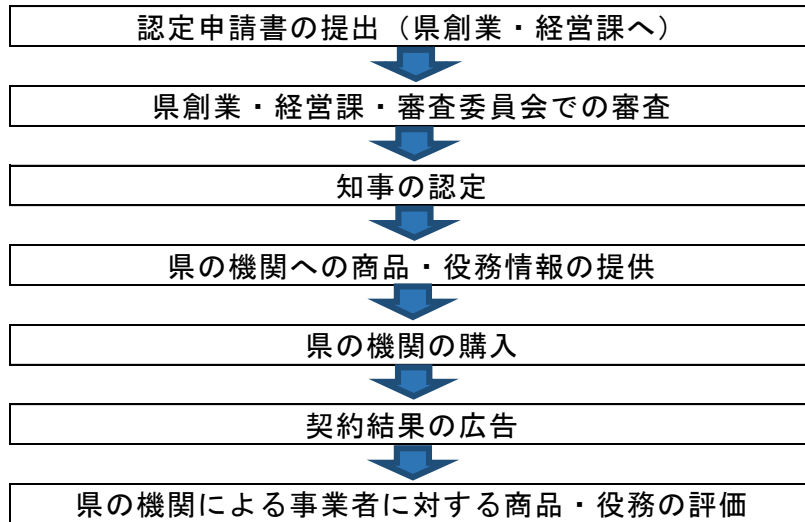 認定申請書の提出（県創業・経営課へ）
県創業・経営課・審査委員会での審査
知事の認定
県の機関への商品・役務情報の提供
県の機関の購入
契約結果の広告
県の機関による事業者に対する商品・役務の評価